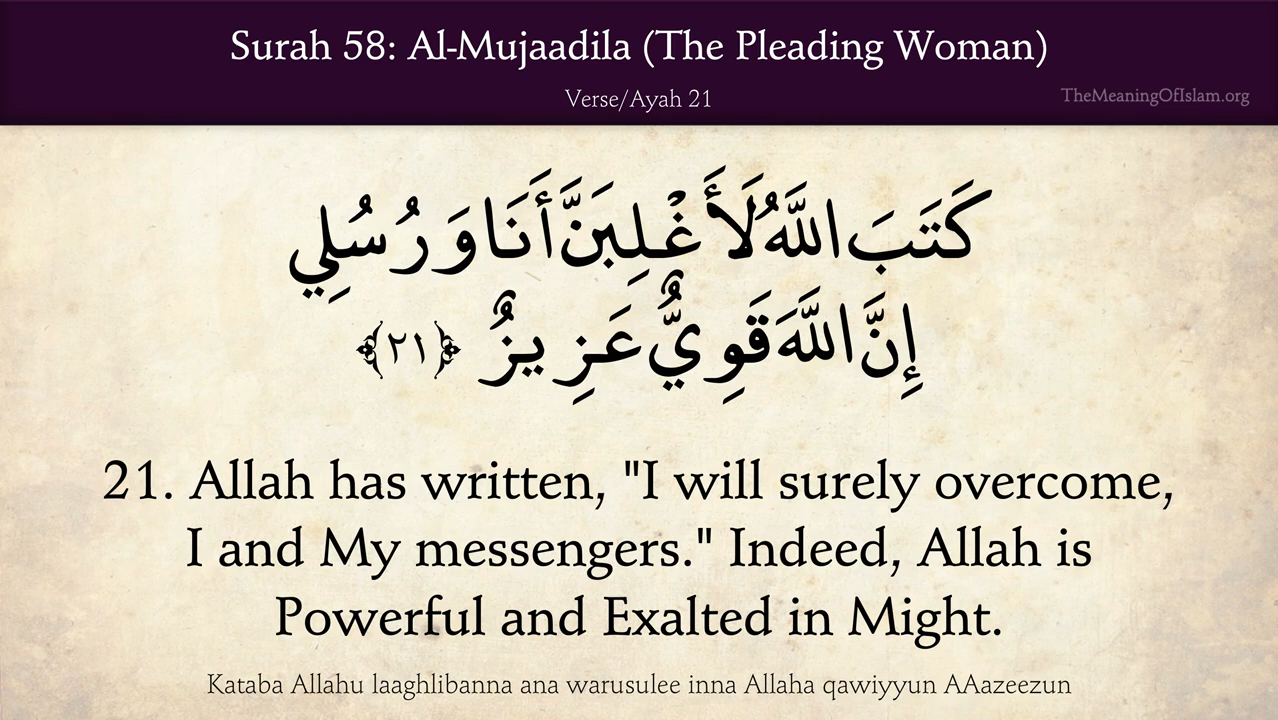 Surah 58: Al-Mujaadila (The Pleading Woman)
Verse/Ayah 21
TheMeaningOfIslam.org
كَتَبَ اللَّهُ لَأَغْلِبَنَّ أَنَا وَرُسُلِي
إِنَّ اللَّهَ قَوِيٌّ عَزِيزٌ ﴿٢١﴾
21. Allah has written, "I will surely overcome,
I and My messengers." Indeed, Allah is
Powerful and Exalted in Might.
Kataba Allahu laaghlibanna ana warusulee inna Allaha qawiyyun AAazeezun